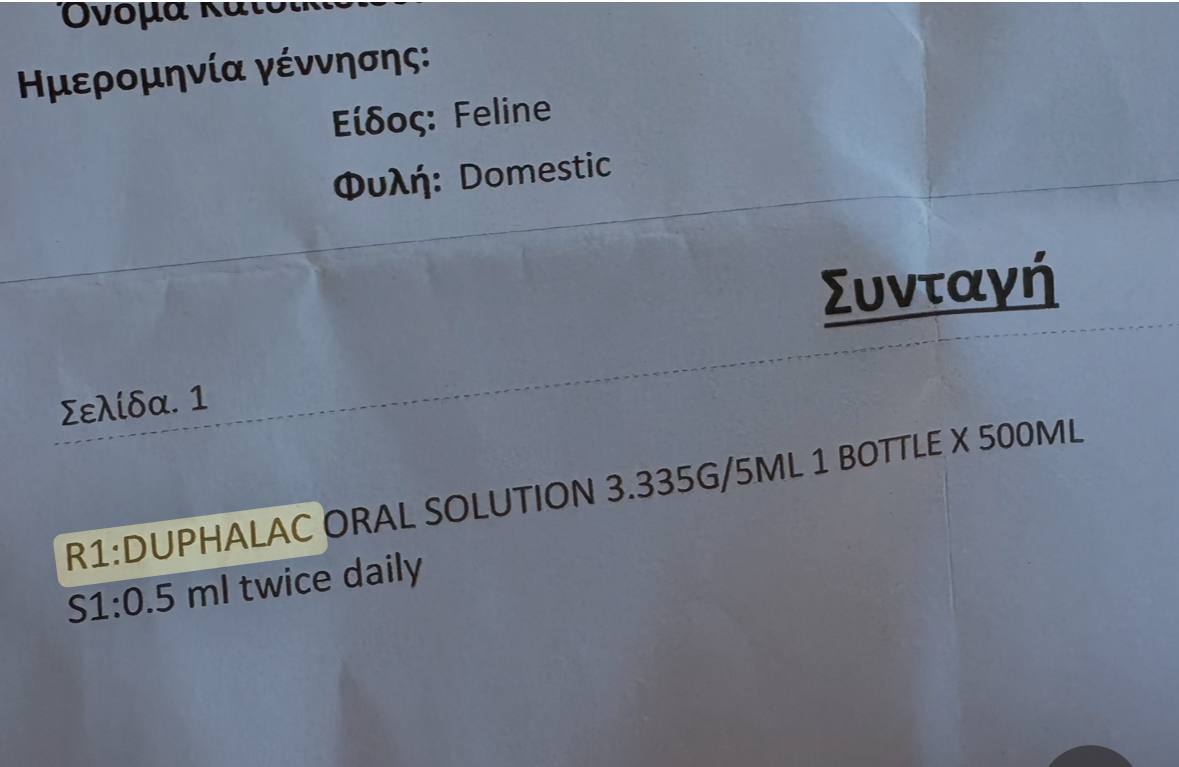 Όνομα
Ημερομηνία γέννησης:
Είδος: Feline
Φυλή: Domestic
Συνταγή
Σελίδα. 1
R1:DUPHALAC ORAL SOLUTION 3.335G/5ML 1 BOTTLE X 500ML
S1:0.5 ml twice daily